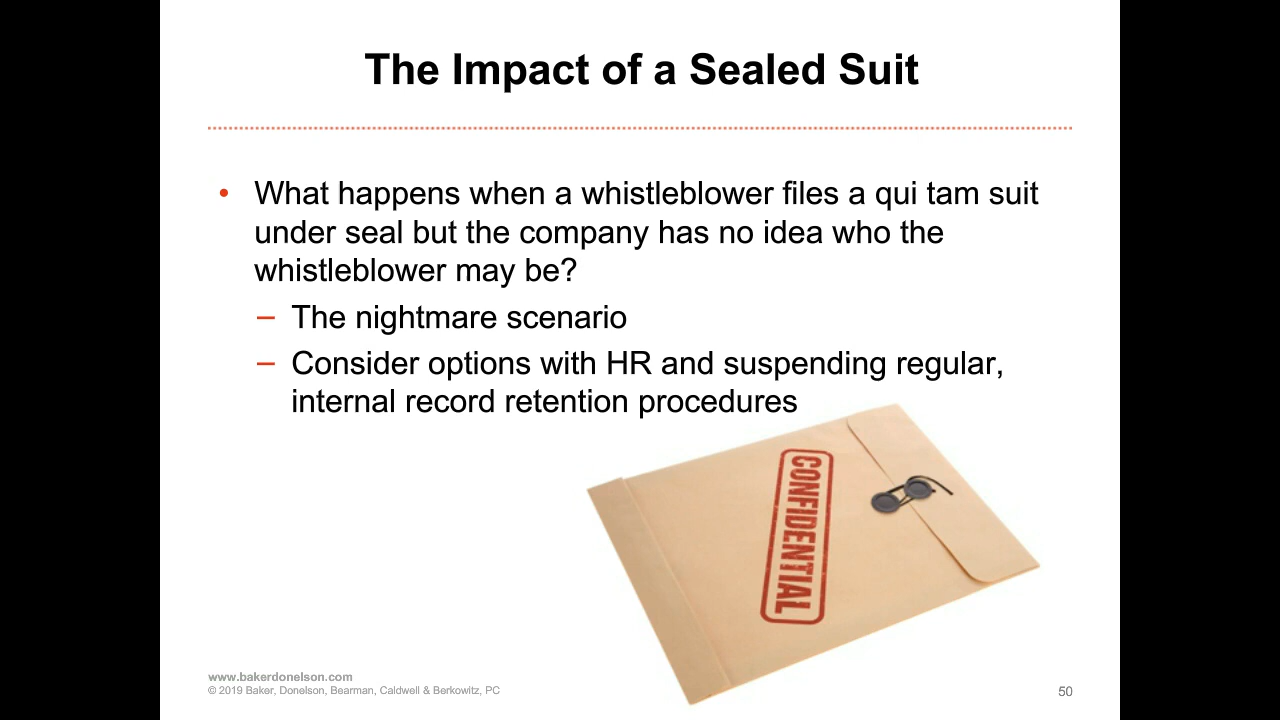 The Impact of a Sealed Suit
• What happens when a whistleblower files a qui tam suit
under seal but the company has no idea who the
whistleblower may be?
– The nightmare scenario
– Consider options with HR and suspending regular,
internal record retention procedures
CONFIDENTIAL
www.bakerdonelson.com
© 2019 Baker, Donelson, Bearman, Caldwell & Berkowitz, PC
50